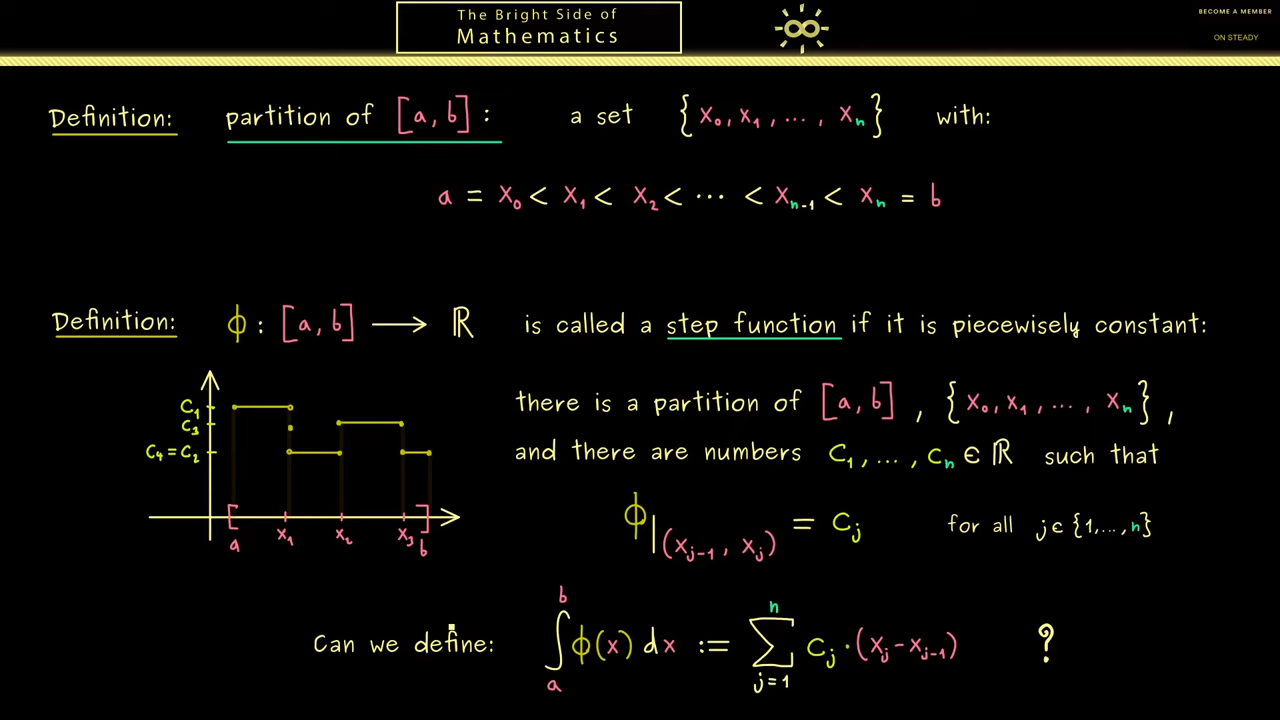 The Bright Side of
Mathematics
BECOME A MEMBER
ON STEADY
Definition: partition of [a, b]: a set {x₀, x₁, ..., xₙ} with:
a = x₀ < x₁ < x₂ < ⋯ < xₙ₋₁ < xₙ = b
Definition: ϕ: [a, b] ⟶ ℝ is called a step function if it is piecewisely constant:
there is a partition of [a, b], {x₀, x₁, ..., xₙ},
and there are numbers c₁, ..., cₙ ∈ ℝ such that
ϕ|(xⱼ₋₁, xⱼ) = cⱼ for all j ∈ {1, ..., n}
c₁
c₃
c₄ = c₂
[ ]
a x₁ x₂ x₃ b
Can we define: ∫ₐᵇ ϕ(x) dx := ∑ⱼ₌₁ⁿ cⱼ · (xⱼ − xⱼ₋₁) ?